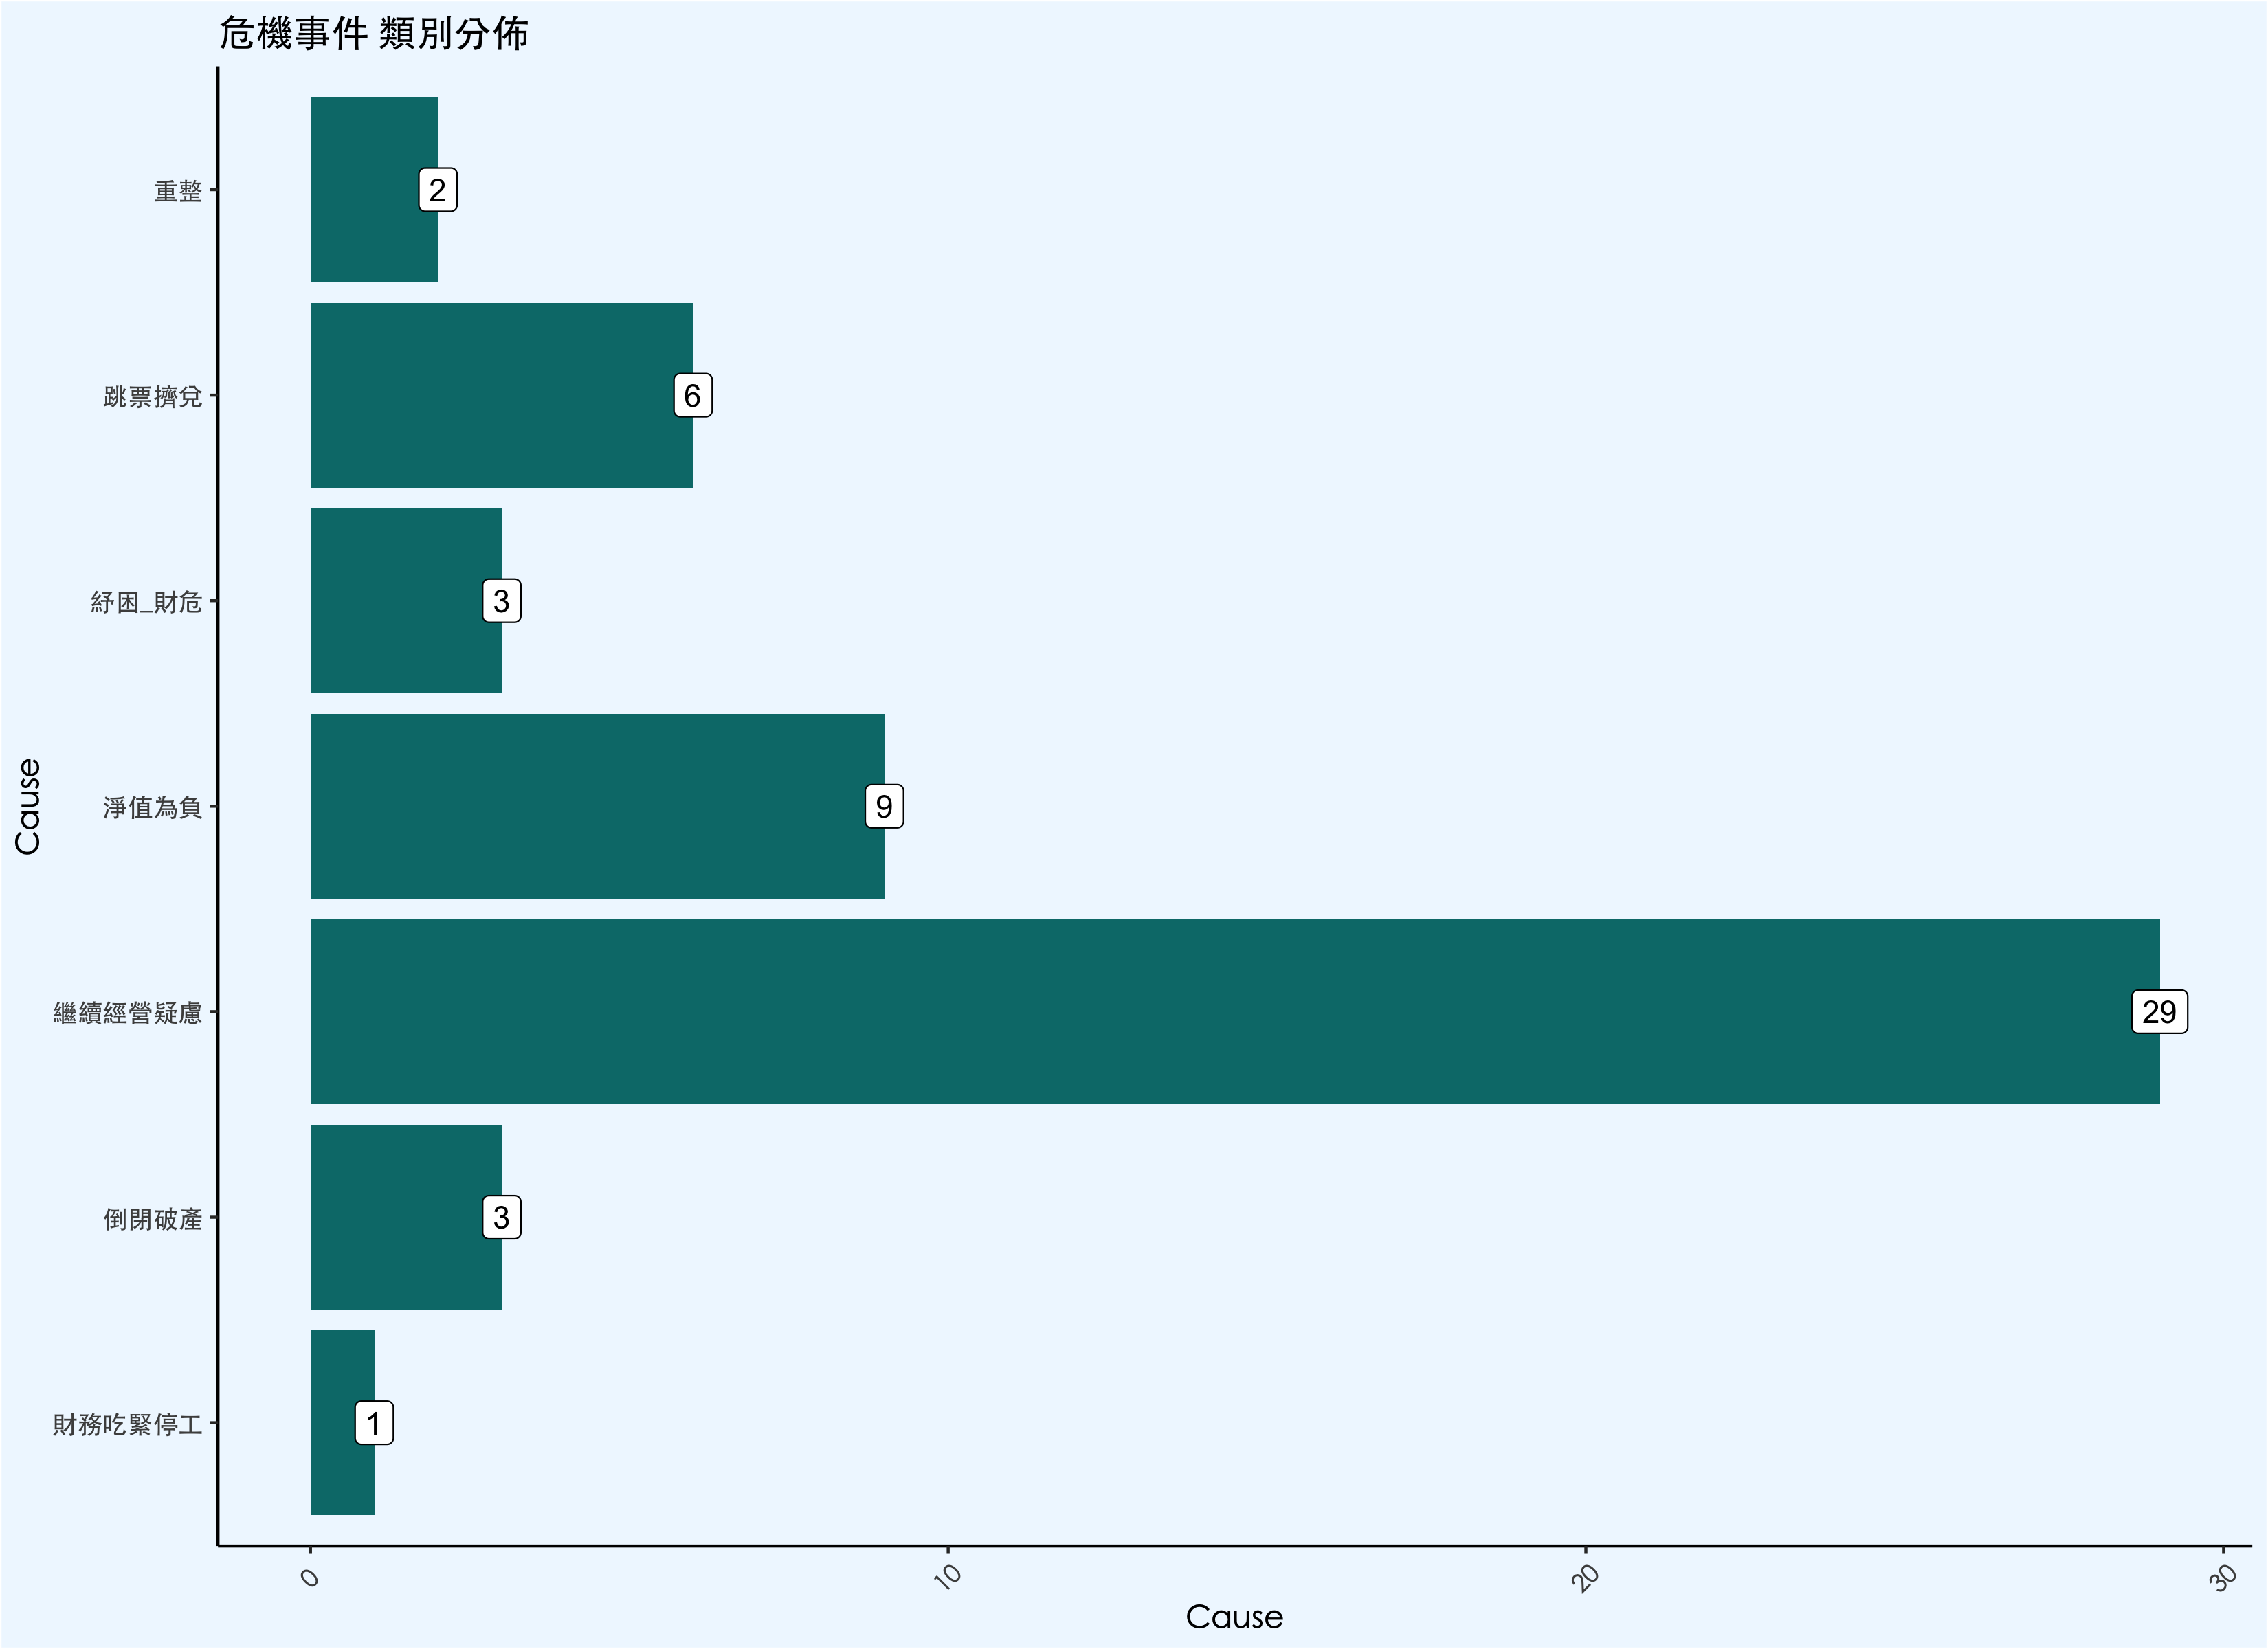 危機事件 類別分佈
重整
2
跳票擠兌
6
紓困_財危
3
淨值為負
9
繼續經營疑慮
29
倒閉破產
3
財務吃緊停工
1
Cause
0
10
20
30
Cause